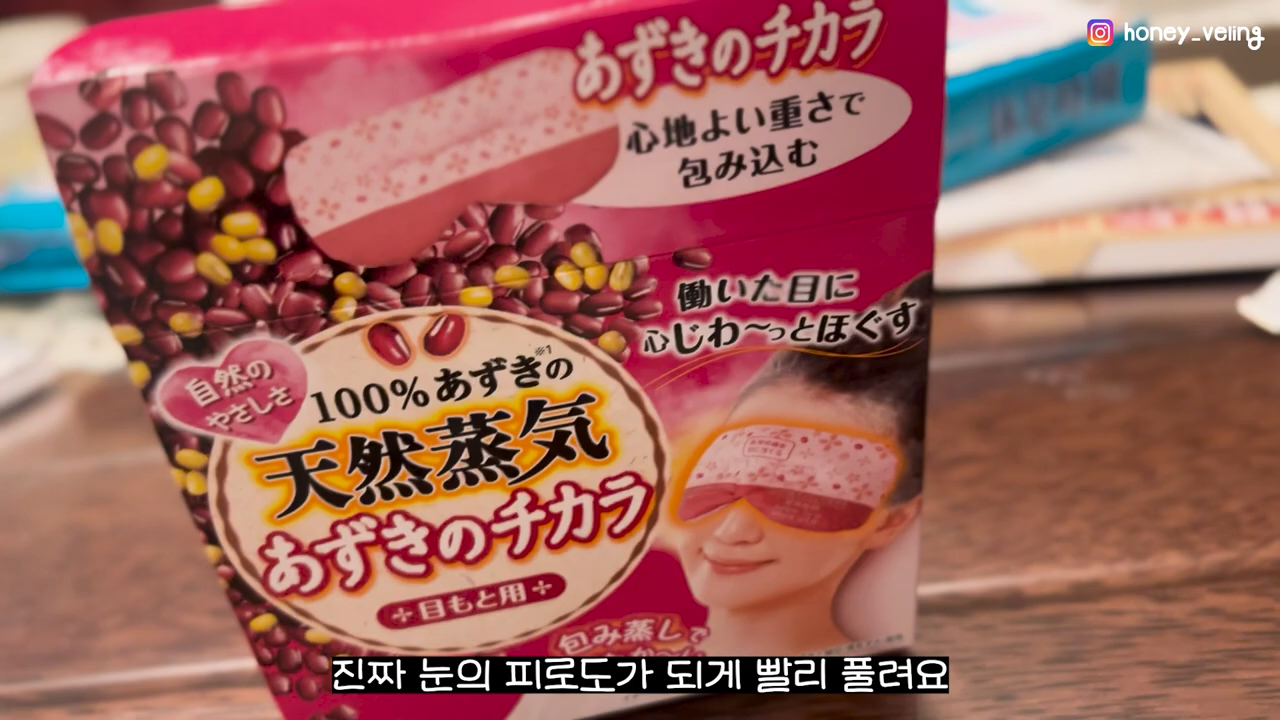 honey_veling
あずきのチカラ
心地よい重さで
包み込む
働いた目に
心じわ〜っとほぐす
自然の
やさしさ
100%あずきの※1
天然蒸気
あずきのチカラ
目もと用
包み蒸しで
진짜 눈의 피로도가 되게 빨리 풀려요